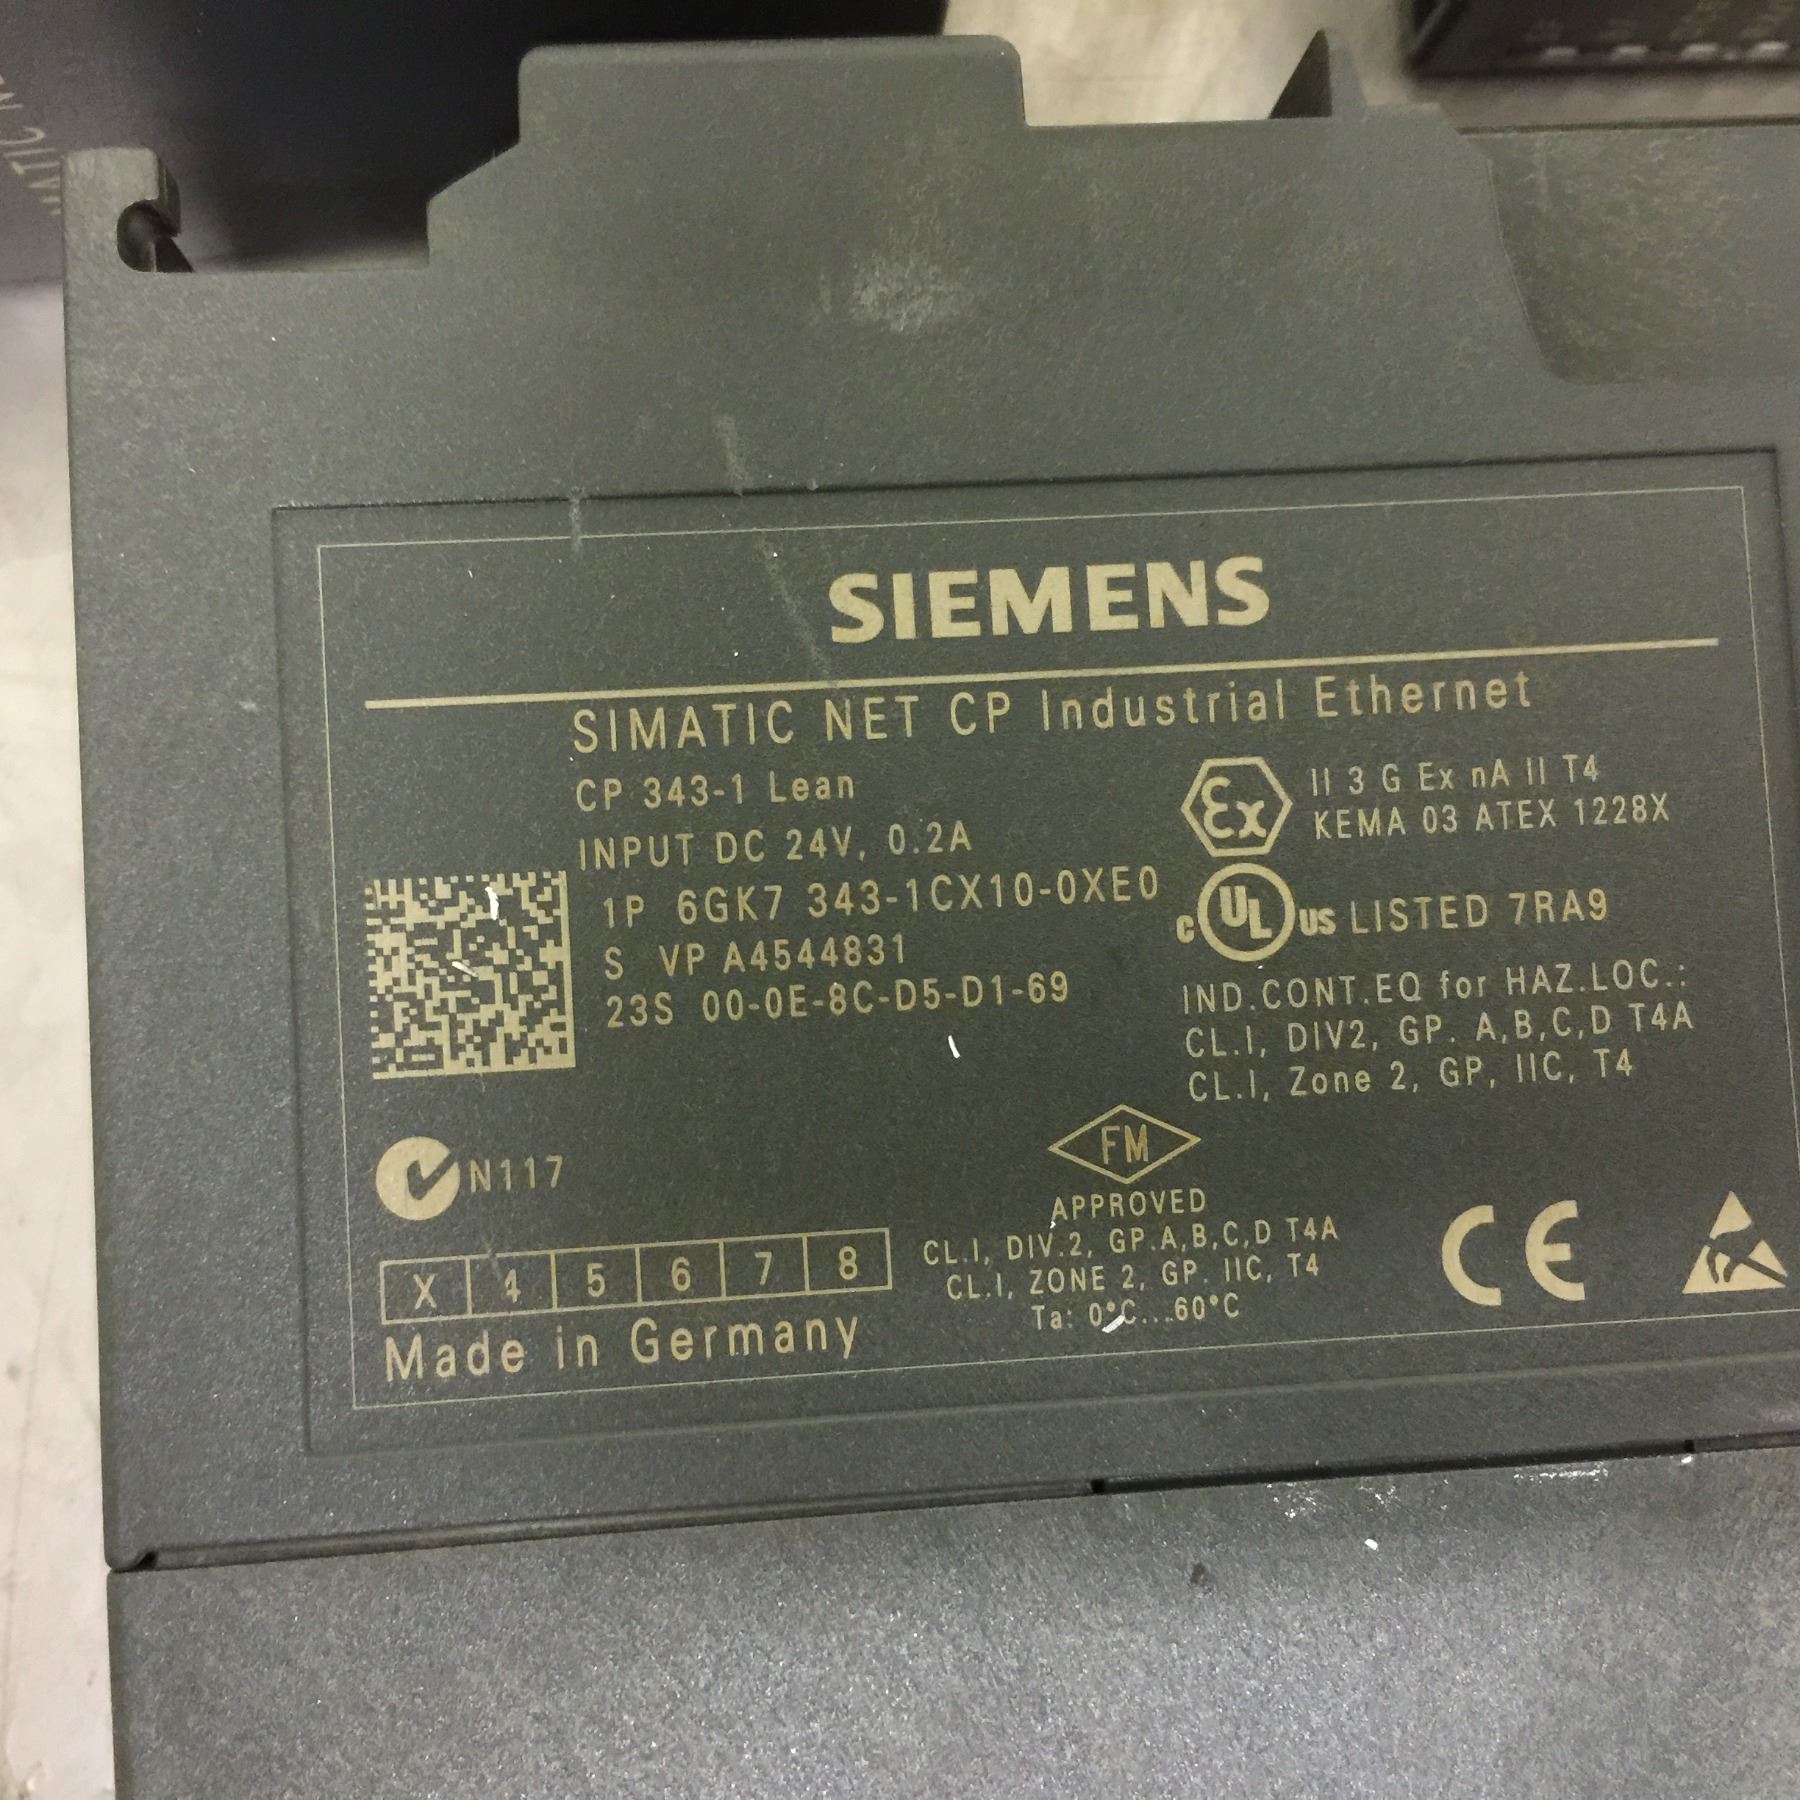 SIEMENS
SIMATIC NET CP Industrial Ethernet
CP 343-1 Lean
INPUT DC 24V, 0.2A
1P 6GK7 343-1CX10-0XE0
S VP A4544831
23S 00-0E-8C-D5-D1-69
Ex
II 3 G Ex nA II T4
KEMA 03 ATEX 1228X
C UL US LISTED 7RA9
IND.CONT.EQ for HAZ.LOC.:
CL.I, DIV2, GP. A,B,C,D T4A
CL.I, Zone 2, GP, IIC, T4
N117
FM
APPROVED
CL.I, DIV.2, GP.A,B,C,D T4A
CL.I, ZONE 2, GP. IIC, T4
Ta: 0°C...60°C
CE
X 4 5 6 7 8
Made in Germany